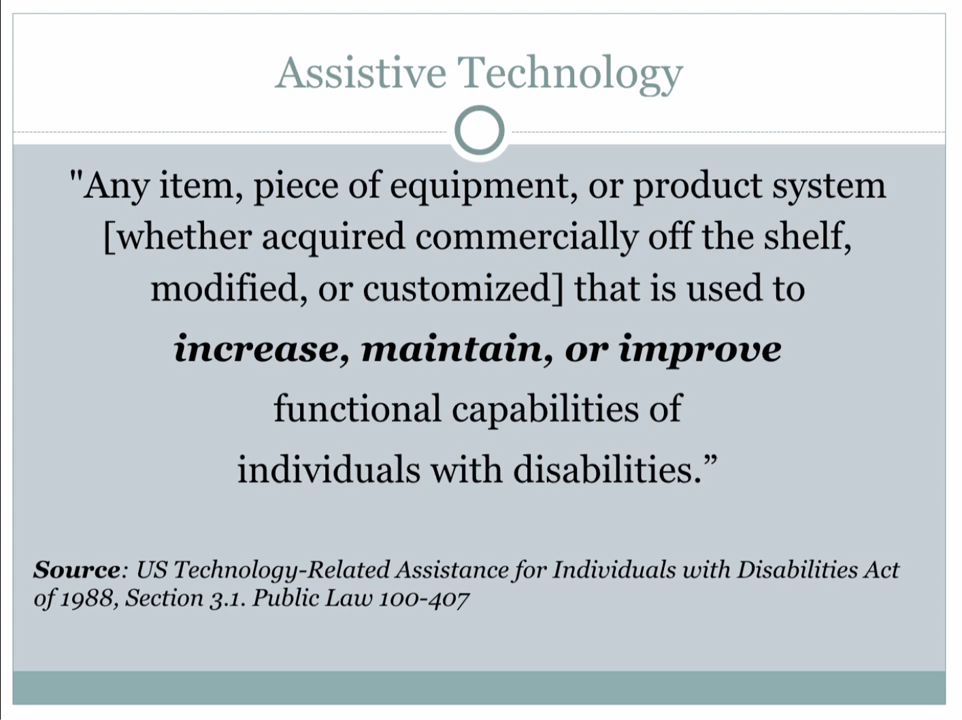 Assistive Technology
"Any item, piece of equipment, or product system
[whether acquired commercially off the shelf,
modified, or customized] that is used to
increase, maintain, or improve
functional capabilities of
individuals with disabilities.”
Source: US Technology-Related Assistance for Individuals with Disabilities Act
of 1988, Section 3.1. Public Law 100-407